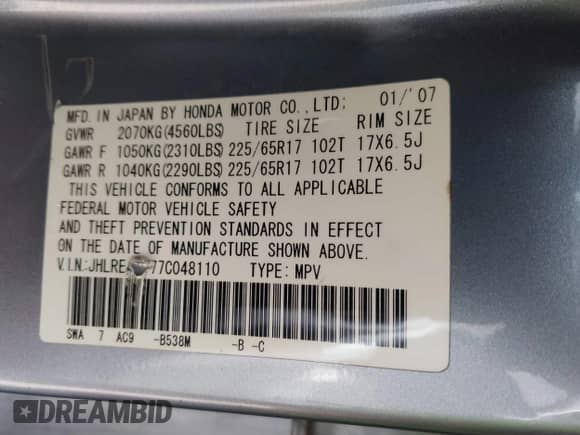 MFD. IN JAPAN BY HONDA MOTOR CO.,LTD; 01/'07
GVWR 2070KG(4560LBS) TIRE SIZE RIM SIZE
GAWR F 1050KG(2310LBS) 225/65R17 102T 17X6.5J
GAWR R 1040KG(2290LBS) 225/65R17 102T 17X6.5J
THIS VEHICLE CONFORMS TO ALL APPLICABLE
FEDERAL MOTOR VEHICLE SAFETY
AND THEFT PREVENTION STANDARDS IN EFFECT
ON THE DATE OF MANUFACTURE SHOWN ABOVE.
V.I.N.: TYPE: MPV
SWA 7 AC9 -B538M -B -C
DREAMBID